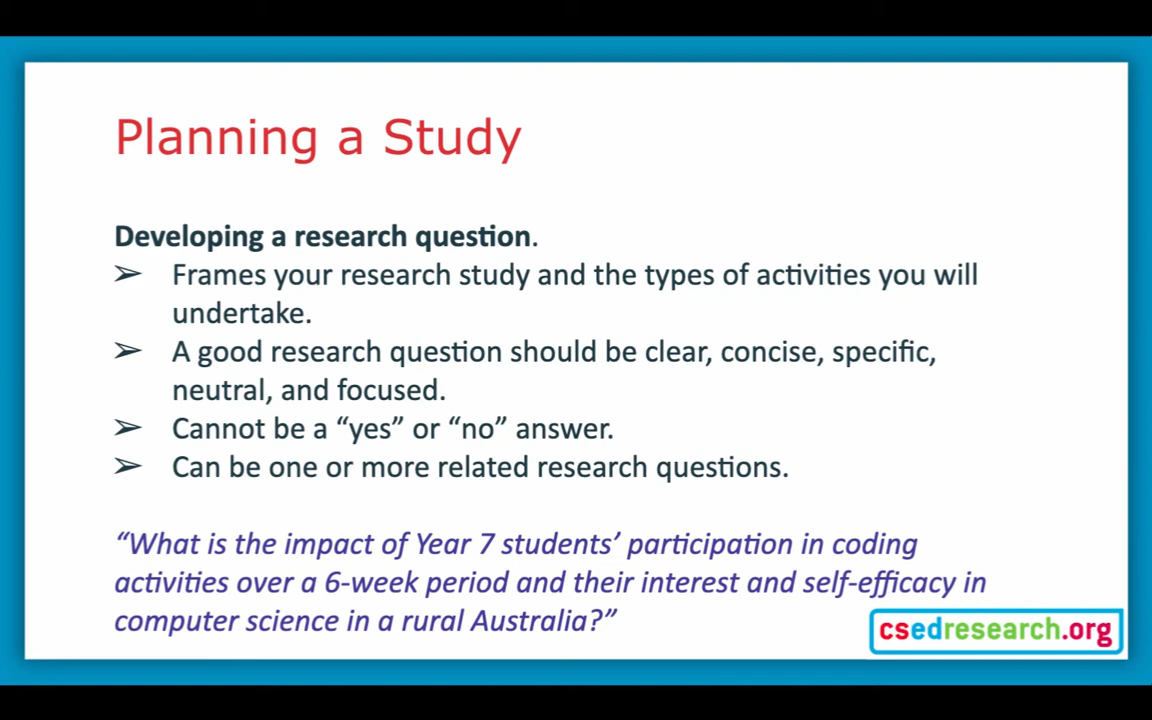 Planning a Study
Developing a research question.
➢ Frames your research study and the types of activities you will
undertake.
➢ A good research question should be clear, concise, specific,
neutral, and focused.
➢ Cannot be a “yes” or “no” answer.
➢ Can be one or more related research questions.
“What is the impact of Year 7 students’ participation in coding
activities over a 6-week period and their interest and self-efficacy in
computer science in a rural Australia?”
csedresearch.org